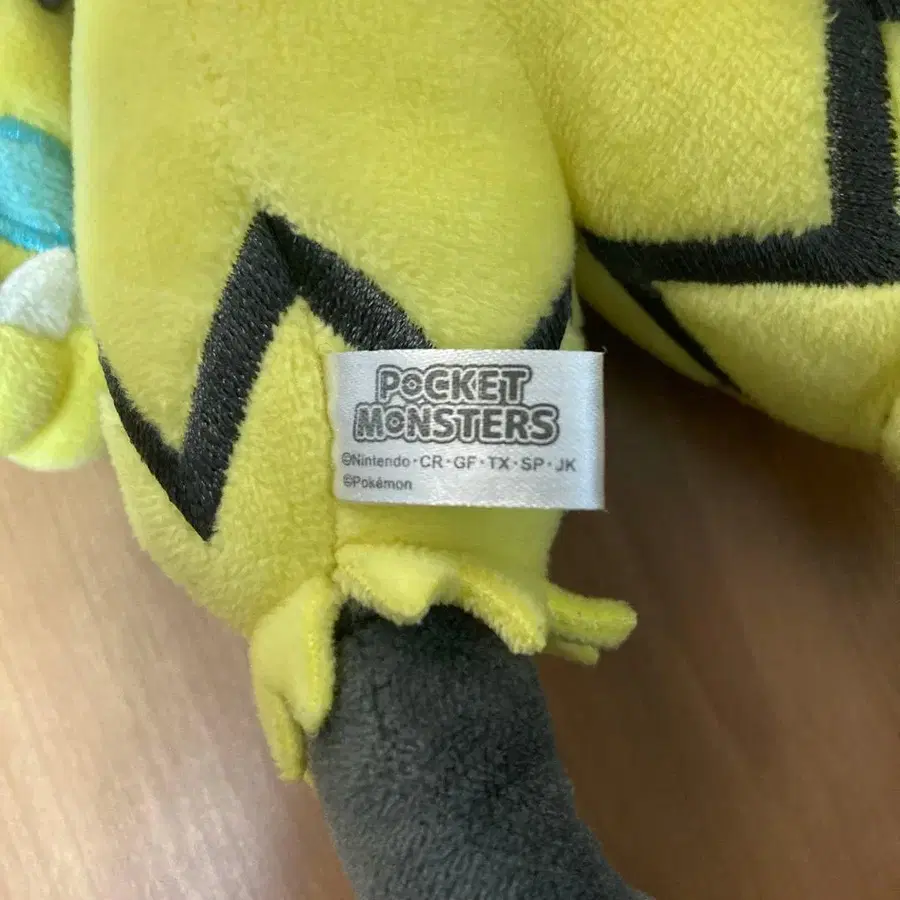 POCKET
MONSTERS
©Nintendo・CR・GF・TX・SP・JK
©Pokémon